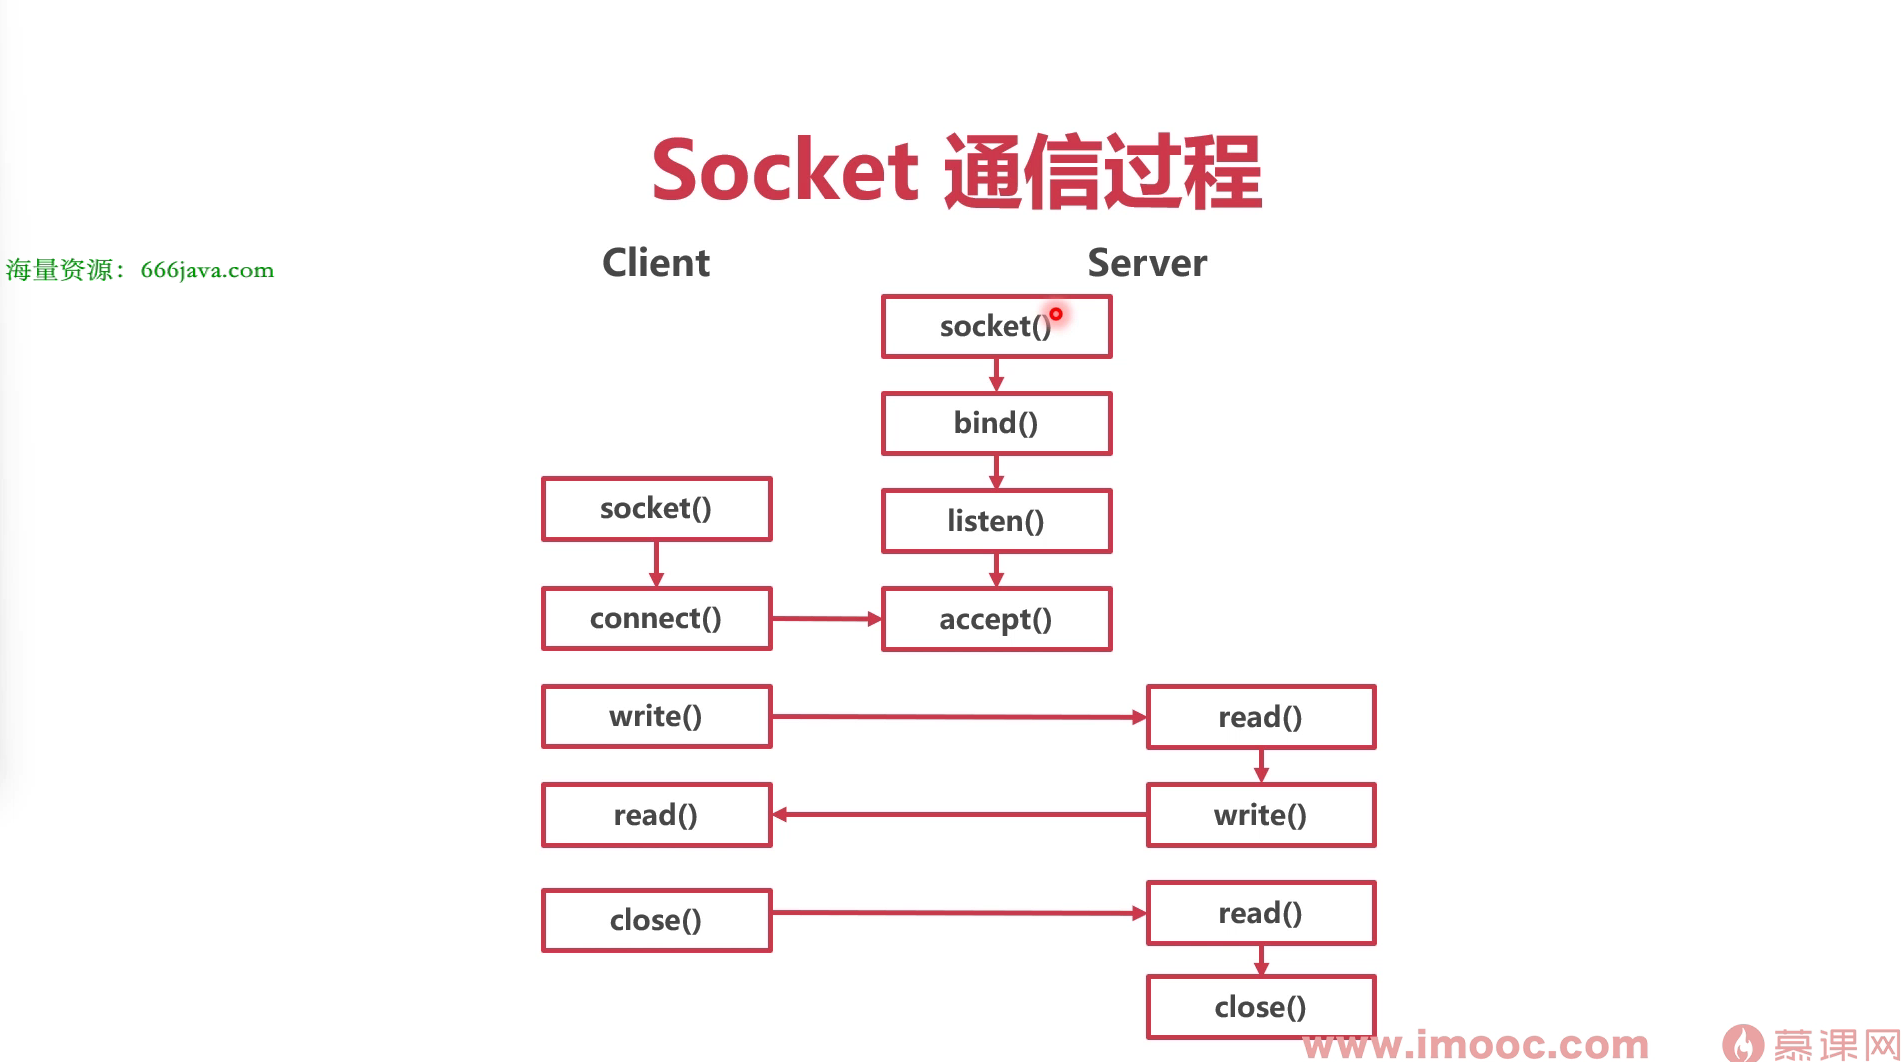 Socket 通信过程
Client
Server
海量资源：666java.com
socket()
bind()
socket()
listen()
connect()
accept()
write()
read()
read()
write()
close()
read()
close()
www.imooc.com
慕课网